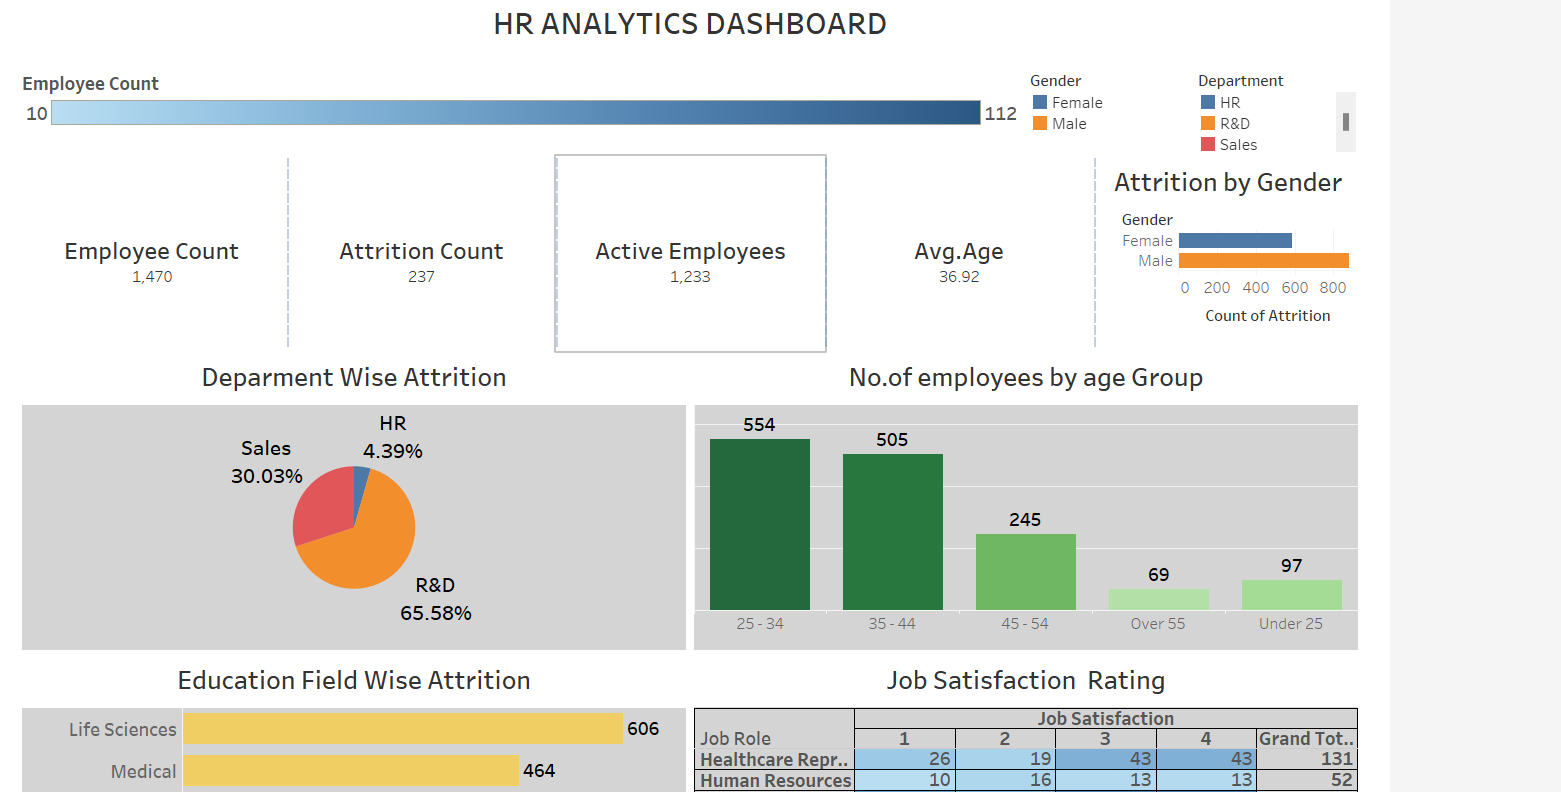 HR ANALYTICS DASHBOARD
Employee Count
10
112
Gender
Female
Male
Department
HR
R&D
Sales
Employee Count
1,470
Attrition Count
237
Active Employees
1,233
Avg.Age
36.92
Attrition by Gender
Gender
Female
Male
0 200 400 600 800
Count of Attrition
Deparment Wise Attrition
HR
4.39%
Sales
30.03%
R&D
65.58%
No.of employees by age Group
554
505
245
69
97
25 - 34 35 - 44 45 - 54 Over 55 Under 25
Education Field Wise Attrition
Life Sciences 606
Medical 464
Job Satisfaction Rating
Job Satisfaction
Job Role 1 2 3 4 Grand Tot..
Healthcare Repr.. 26 19 43 43 131
Human Resources 10 16 13 13 52